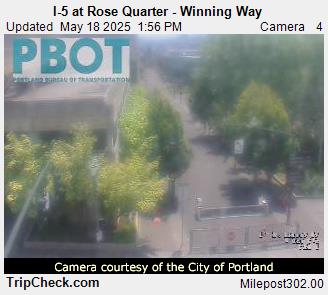 I-5 at Rose Quarter - Winning Way
Updated May 18 2025 1:56 PM Camera 4
PBOT
PORTLAND BUREAU OF TRANSPORTATION
Camera courtesy of the City of Portland
TripCheck.com Milepost302.00